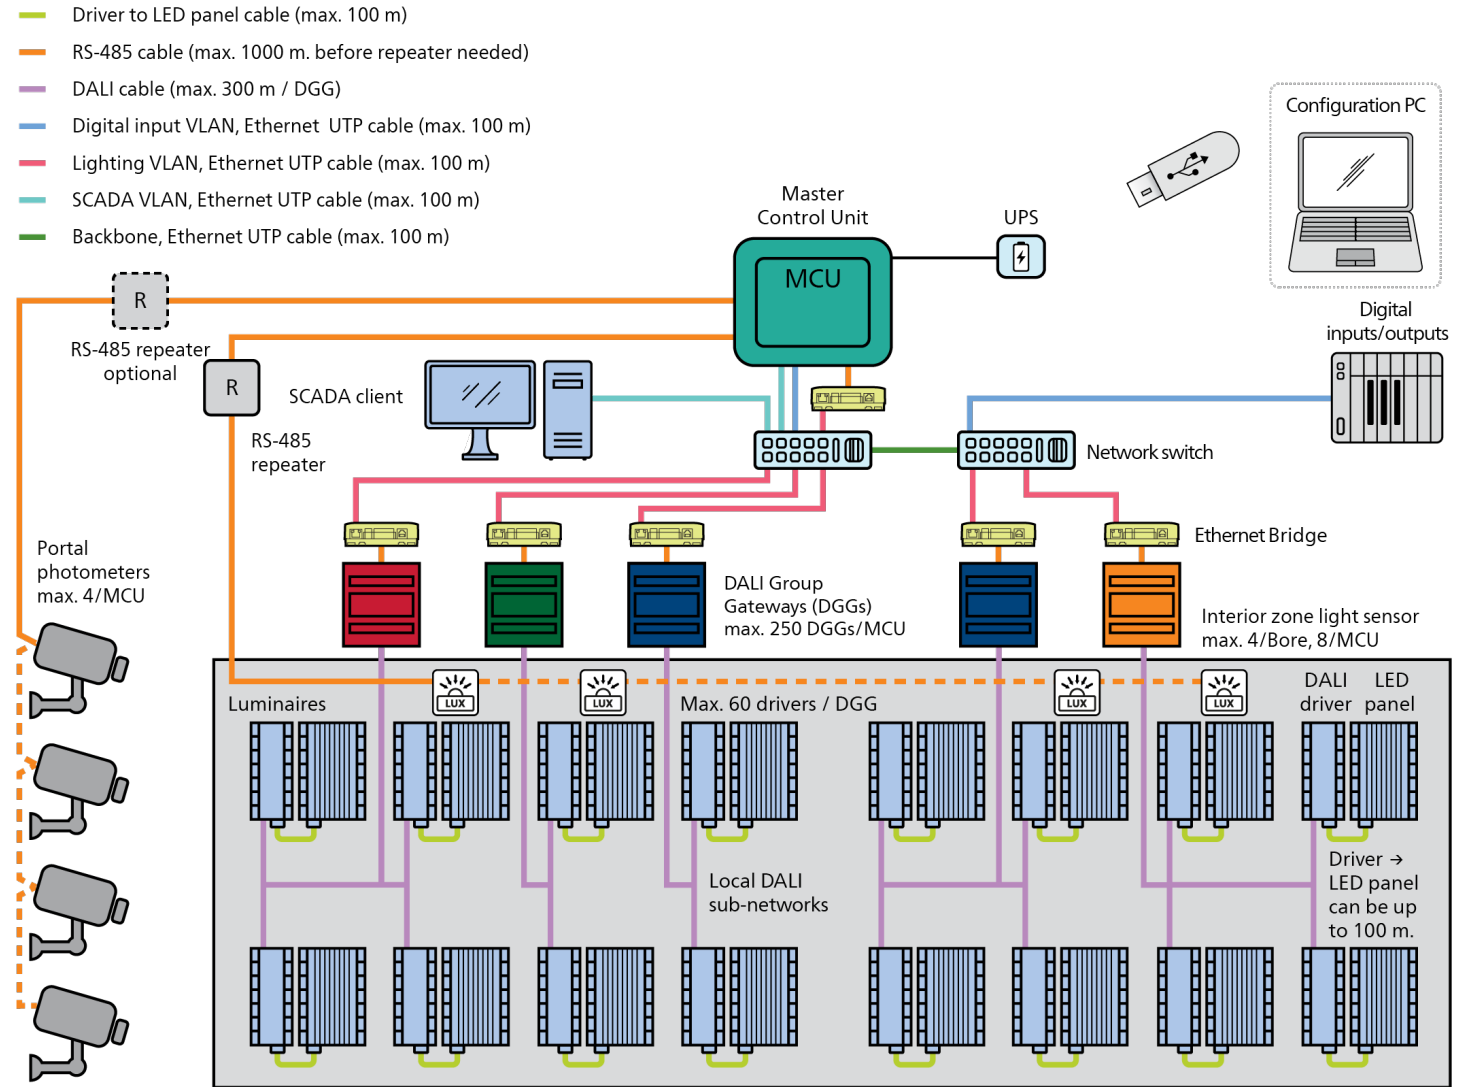 Driver to LED panel cable (max. 100 m)
RS-485 cable (max. 1000 m. before repeater needed)
DALI cable (max. 300 m / DGG)
Digital input VLAN, Ethernet  UTP cable (max. 100 m)
Lighting VLAN, Ethernet UTP cable (max. 100 m)
SCADA VLAN, Ethernet UTP cable (max. 100 m)
Backbone, Ethernet UTP cable (max. 100 m)
Configuration PC
Master
Control Unit
MCU
UPS
Digital
inputs/outputs
R
RS-485 repeater
optional
R
RS-485
repeater
SCADA client
Network switch
Ethernet Bridge
Portal
photometers
max. 4/MCU
DALI Group
Gateways (DGGs)
max. 250 DGGs/MCU
Interior zone light sensor
max. 4/Bore, 8/MCU
Luminaires
LUX
LUX
Max. 60 drivers / DGG
LUX
LUX
DALI
driver
LED
panel
Local DALI
sub-networks
Driver →
LED panel
can be up
to 100 m.